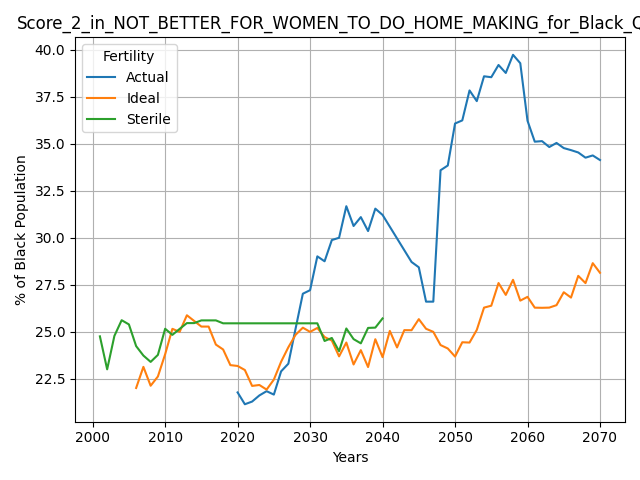 Score_2_in_NOT_BETTER_FOR_WOMEN_TO_DO_HOME_MAKING_for_Black_Q
Fertility
Actual
Ideal
Sterile
% of Black Population
40.0
37.5
35.0
32.5
30.0
27.5
25.0
22.5
2000 2010 2020 2030 2040 2050 2060 2070
Years